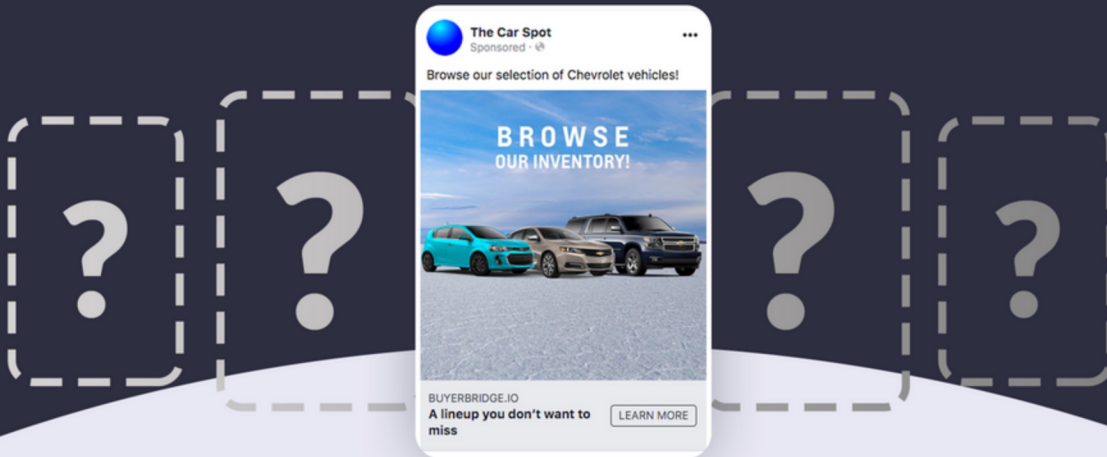 ?
?
The Car Spot
Sponsored ·
Browse our selection of Chevrolet vehicles!
BROWSE
OUR INVENTORY!
BUYERBRIDGE.IO
A lineup you don't want to
miss
LEARN MORE
?
?